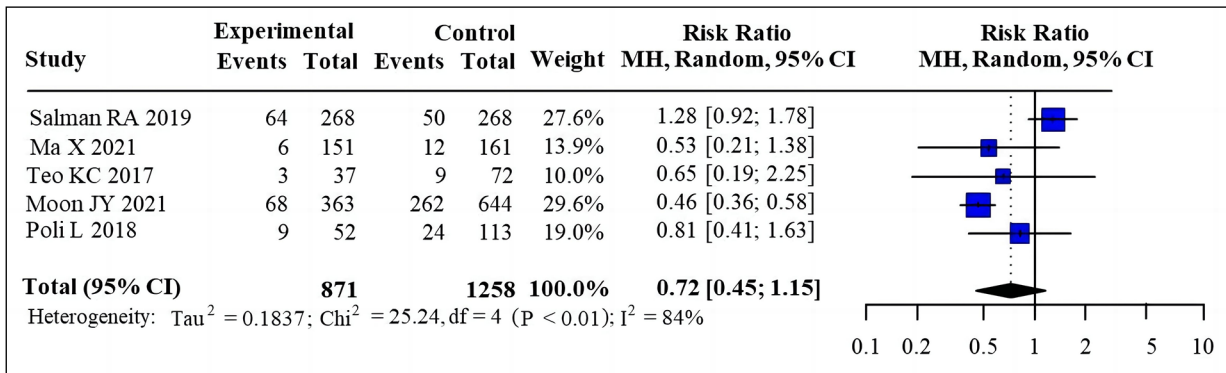 Experimental Control Risk Ratio Risk Ratio
Study Events Total Events Total Weight MH, Random, 95% CI MH, Random, 95% CI
Salman RA 2019 64 268 50 268 27.6% 1.28 [0.92; 1.78]
Ma X 2021 6 151 12 161 13.9% 0.53 [0.21; 1.38]
Teo KC 2017 3 37 9 72 10.0% 0.65 [0.19; 2.25]
Moon JY 2021 68 363 262 644 29.6% 0.46 [0.36; 0.58]
Poli L 2018 9 52 24 113 19.0% 0.81 [0.41; 1.63]
Total (95% CI) 871 1258 100.0% 0.72 [0.45; 1.15]
Heterogeneity: Tau² = 0.1837; Chi² = 25.24, df = 4 (P < 0.01); I² = 84%
0.1 0.2 0.5 1 2 5 10